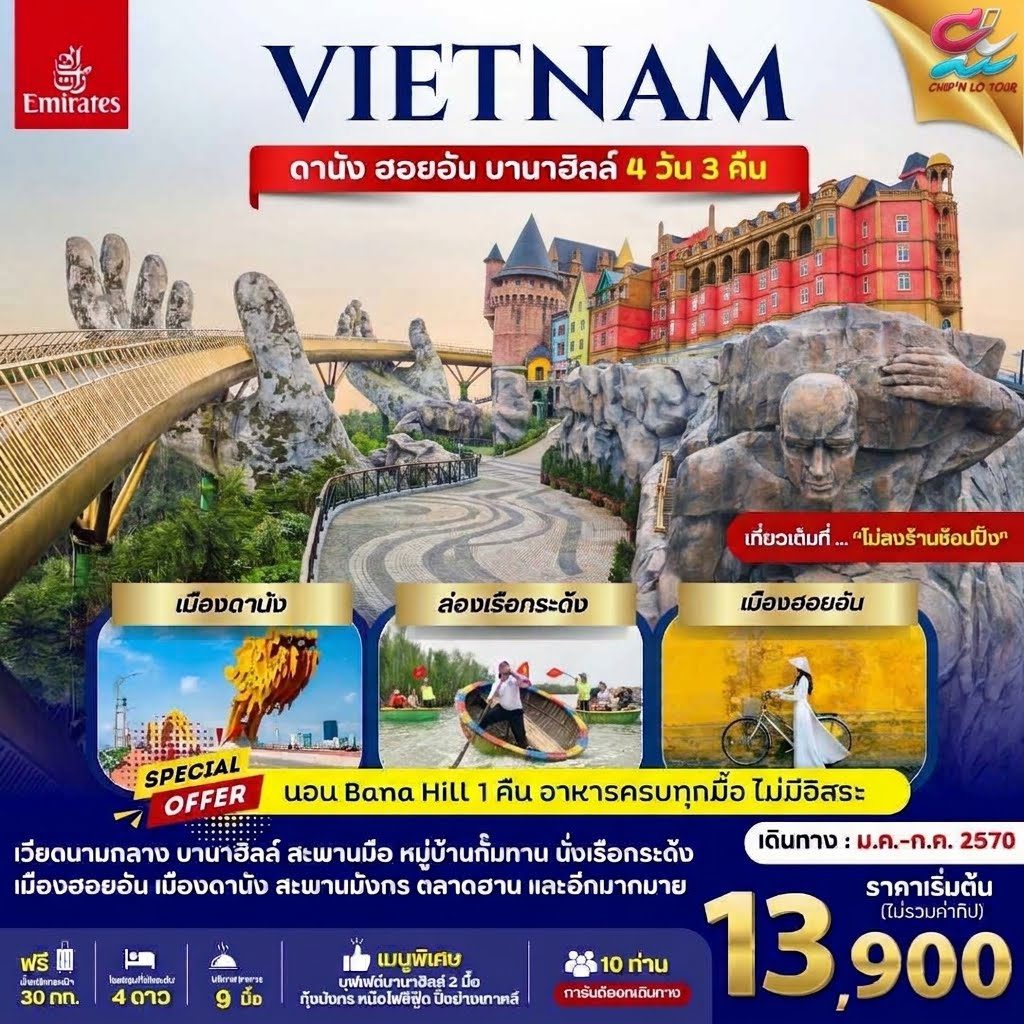 Emirates
VIETNAM
CHIP'N LO TOUR
ดานัง ฮอยอัน บานาฮิลล์ 4 วัน 3 คืน
เที่ยวเต็มที่ ... "ไม่ลงร้านช้อปปิ้ง"
เมืองดานัง
ล่องเรือกระด้ง
เมืองฮอยอัน
SPECIAL
OFFER
นอน Bana Hill 1 คืน อาหารครบทุกมื้อ ไม่มีอิสระ
เวียดนามกลาง บานาฮิลล์ สะพานมือ หมู่บ้านกั๊มทาน นั่งเรือกระด้ง
เมืองฮอยอัน เมืองดานัง สะพานมังกร ตลาดฮาน และอีกมากมาย
เดินทาง : ม.ค.-ก.ค. 2570
ราคาเริ่มต้น
(ไม่รวมค่าทิป)
13,900
ฟรี
30 กก.
4 ดาว
9 มื้อ
เมนูพิเศษ
บุฟเฟ่ต์บานาฮิลล์ 2 มื้อ
กุ้งมังกร หม้อไฟซีฟู้ด ปิ้งย่างเกาหลี
10 ท่าน
การันตีออกเดินทาง